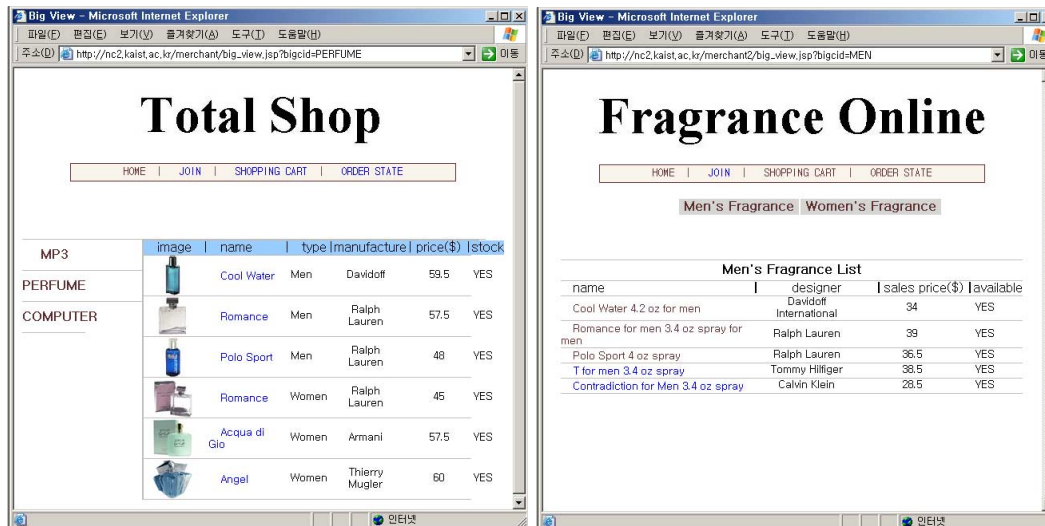 Big View - Microsoft Internet Explorer
파일(F) 편집(E) 보기(V) 즐겨찾기(A) 도구(T) 도움말(H)
주소(D) http://nc2.kaist.ac.kr/merchant/big_view.jsp?bigcid=PERFUME 이동
Total Shop
HOME | JOIN | SHOPPING CART | ORDER STATE
MP3
PERFUME
COMPUTER
image | name | type |manufacture| price($) |stock
Cool Water Men Davidoff 59.5 YES
Romance Men Ralph Lauren 57.5 YES
Polo Sport Men Ralph Lauren 48 YES
Romance Women Ralph Lauren 45 YES
Acqua di Gio Women Armani 57.5 YES
Angel Women Thierry Mugler 60 YES
인터넷
Big View - Microsoft Internet Explorer
파일(F) 편집(E) 보기(V) 즐겨찾기(A) 도구(T) 도움말(H)
주소(D) http://nc2.kaist.ac.kr/merchant2/big_view.jsp?bigcid=MEN 이동
Fragrance Online
HOME | JOIN | SHOPPING CART | ORDER STATE
Men's Fragrance Women's Fragrance
Men's Fragrance List
name | designer | sales price($) |available
Cool Water 4.2 oz for men Davidoff International 34 YES
Romance for men 3.4 oz spray for men Ralph Lauren 39 YES
Polo Sport 4 oz spray Ralph Lauren 36.5 YES
T for men 3.4 oz spray Tommy Hilfiger 38.5 YES
Contradiction for Men 3.4 oz spray Calvin Klein 28.5 YES
인터넷